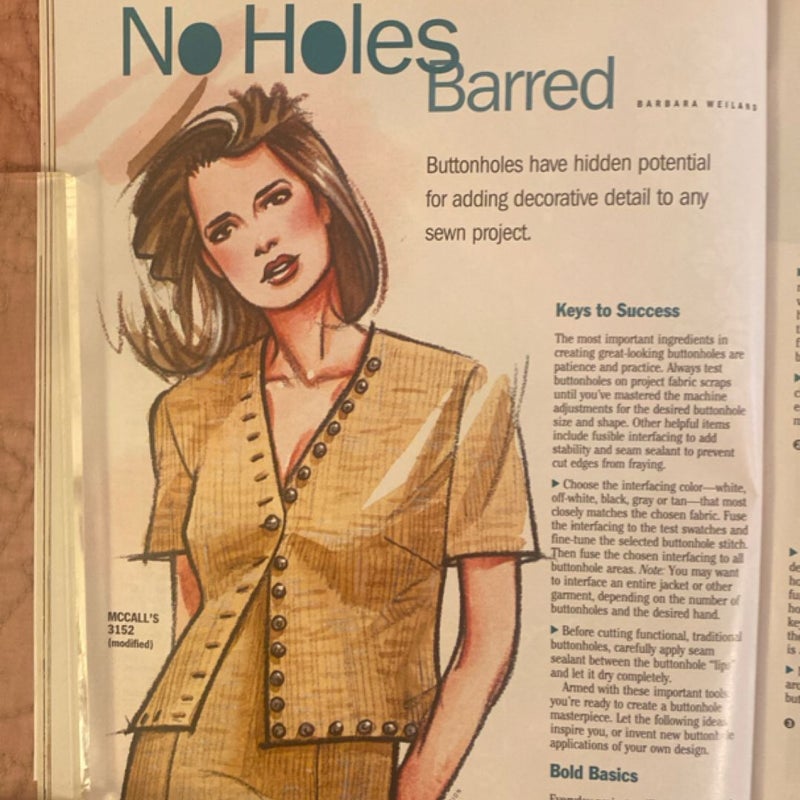 No Holes
Barred
BARBARA WEILAND
Buttonholes have hidden potential
for adding decorative detail to any
sewn project.
Keys to Success
The most important ingredients in
creating great-looking buttonholes are
patience and practice. Always test
buttonholes on project fabric scraps
until you've mastered the machine
adjustments for the desired buttonhole
size and shape. Other helpful items
include fusible interfacing to add
stability and seam sealant to prevent
cut edges from fraying.
▶ Choose the interfacing color—white,
off-white, black, gray or tan—that most
closely matches the chosen fabric. Fuse
the interfacing to the test swatches and
fine-tune the selected buttonhole stitch.
Then fuse the chosen interfacing to all
buttonhole areas. Note: You may want
to interface an entire jacket or other
garment, depending on the number of
buttonholes and the desired hand.
▶ Before cutting functional, traditional
buttonholes, carefully apply seam
sealant between the buttonhole "lips"
and let it dry completely.
Armed with these important tools,
you're ready to create a buttonhole
masterpiece. Let the following ideas
inspire you, or invent new buttonhole
applications of your own design.
Bold Basics
MCCALL'S
3152
(modified)